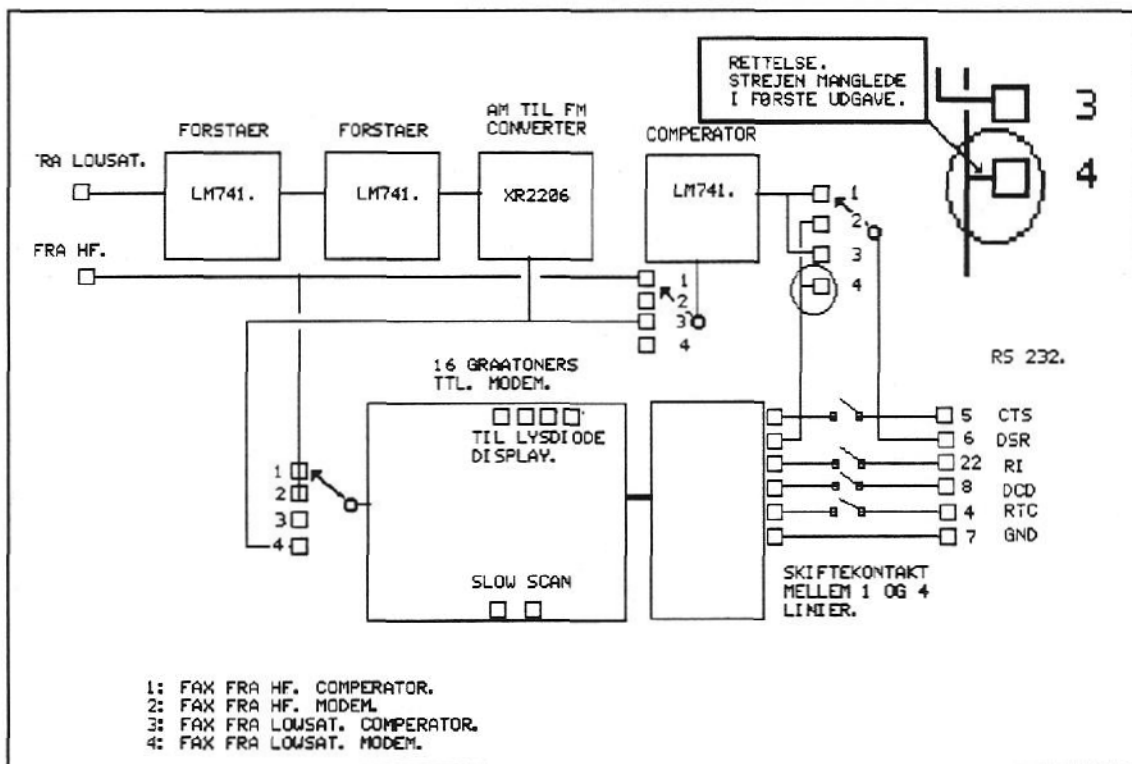 RETTELSE.
STREJEN MANGLEDE
I FØRSTE UDGAVE.
3
4
AM TIL FM
CONVERTER
FORSTAER
FORSTAER
COMPERATOR
TRA LOWSAT.
LM741.
LM741.
XR2206
LM741.
1
2
3
4
FRA HF.
1
2
3
4
RS 232.
16 GRAATONERS
TTL. MODEM.
TIL LYSDIODE
DISPLAY.
5 CTS
6 DSR
22 RI
8 DCD
4 RTC
7 GND
1
2
3
4
SLOW SCAN
SKIFTEKONTAKT
MELLEM 1 OG 4
LINIER.
1: FAX FRA HF. COMPERATOR.
2: FAX FRA HF. MODEM.
3: FAX FRA LOWSAT. COMPERATOR.
4: FAX FRA LOWSAT. MODEM.